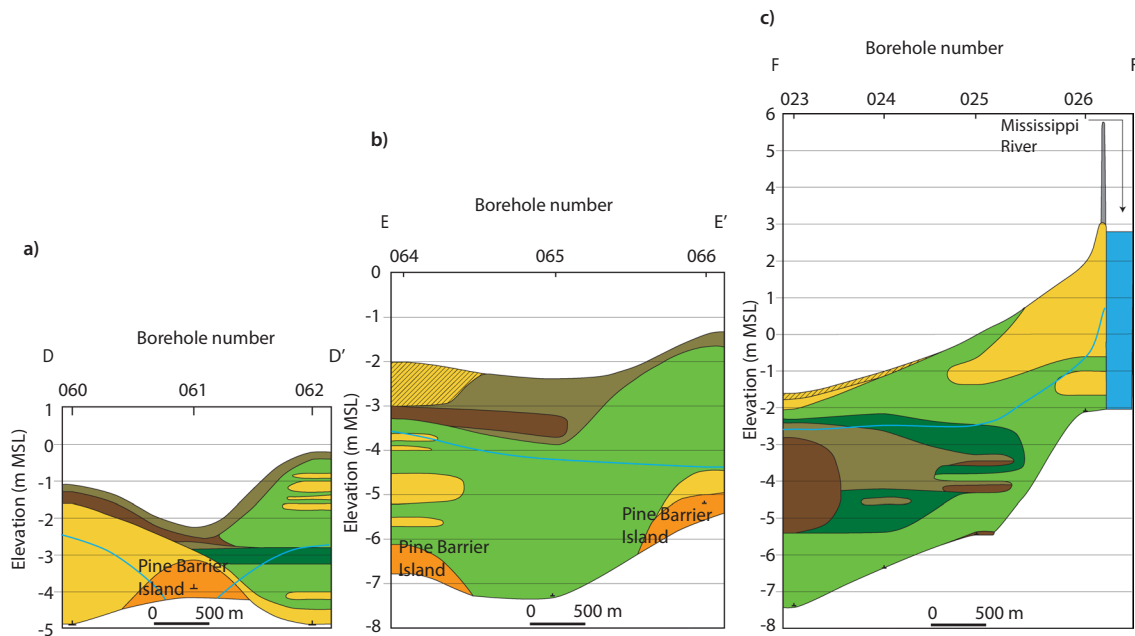 a)
Borehole number
D
D'
060
061
062
Elevation (m MSL)
1
0
-1
-2
-3
-4
-5
Pine Barrier
Island
0
500 m
b)
Borehole number
E
E'
064
065
066
Elevation (m MSL)
0
-1
-2
-3
-4
-5
-6
-7
-8
Pine Barrier
Island
Pine Barrier
Island
0
500 m
c)
Borehole number
F
F
023
024
025
026
Mississippi
River
Elevation (m MSL)
6
5
4
3
2
1
0
-1
-2
-3
-4
-5
-6
-7
-8
0
500 m